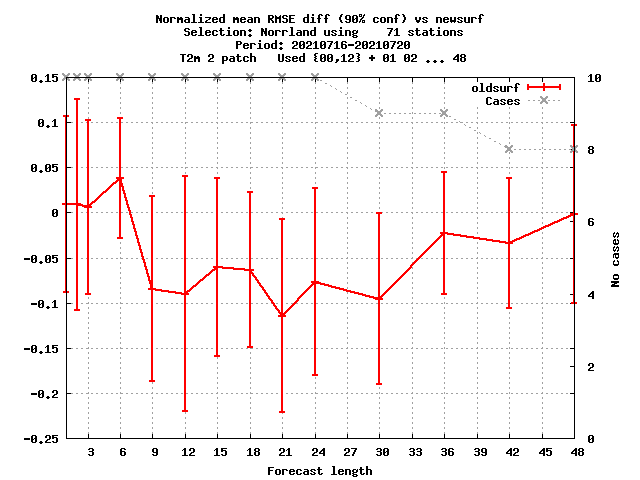 Normalized mean RMSE diff (90% conf) vs newsurf
Selection: Norrland using    71 stations
Period: 20210716-20210720
T2m 2 patch   Used {00,12} + 01 02 ... 48
oldsurf
Cases
0.15
0.1
0.05
0
-0.05
-0.1
-0.15
-0.2
-0.25
10
8
6
4
2
0
No cases
3 6 9 12 15 18 21 24 27 30 33 36 39 42 45 48
Forecast length